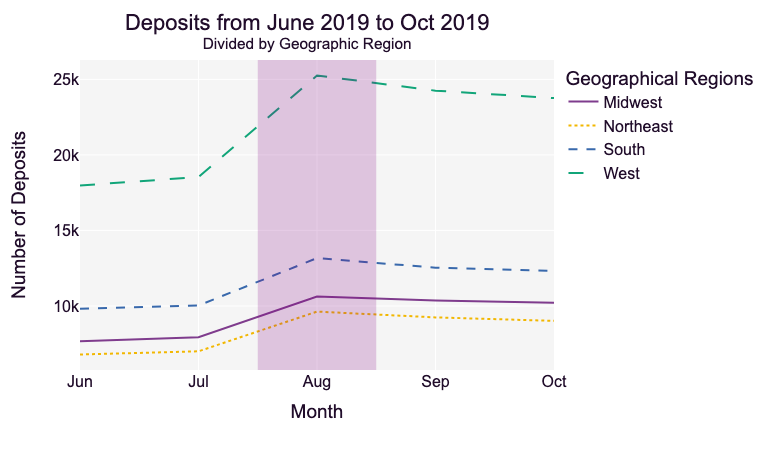 Deposits from June 2019 to Oct 2019
Divided by Geographic Region
Number of Deposits
25k
20k
15k
10k
Jun Jul Aug Sep Oct
Month
Geographical Regions
Midwest
Northeast
South
West